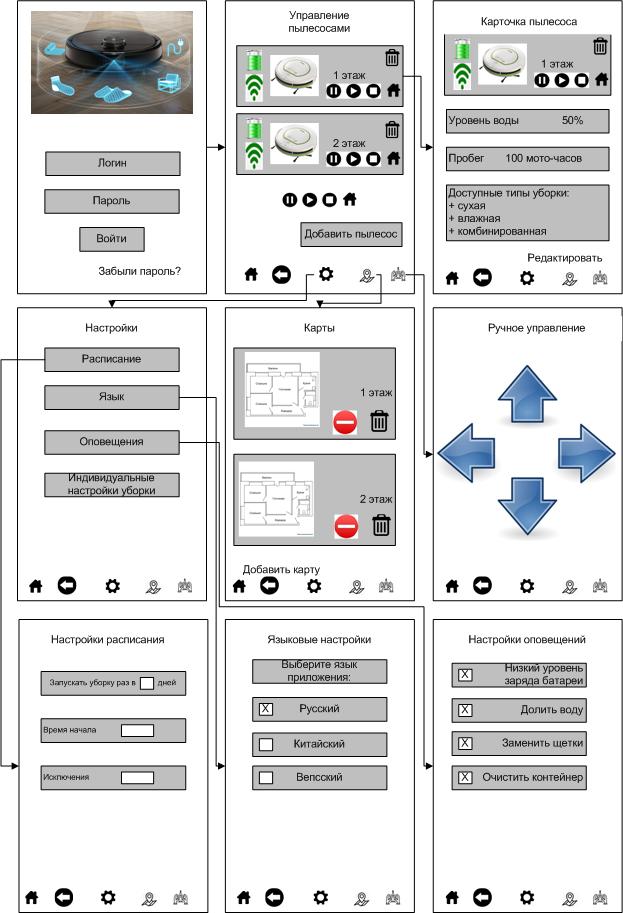 Логин
Пароль
Войти
Забыли пароль?
Управление
пылесосами
1 этаж
2 этаж
Добавить пылесос
Карточка пылесоса
1 этаж
Уровень воды 50%
Пробег 100 мото-часов
Доступные типы уборки:
+ сухая
+ влажная
+ комбинированная
Редактировать
Настройки
Расписание
Язык
Оповещения
Индивидуальные
настройки уборки
Карты
1 этаж
2 этаж
Добавить карту
Ручное управление
Настройки расписания
Запускать уборку раз в дней
Время начала
Исключения
Языковые настройки
Выберите язык
приложения:
X Русский
Китайский
Вепсский
Настройки оповещений
X Низкий уровень
заряда батареи
X Долить воду
X Заменить щетки
X Очистить контейнер